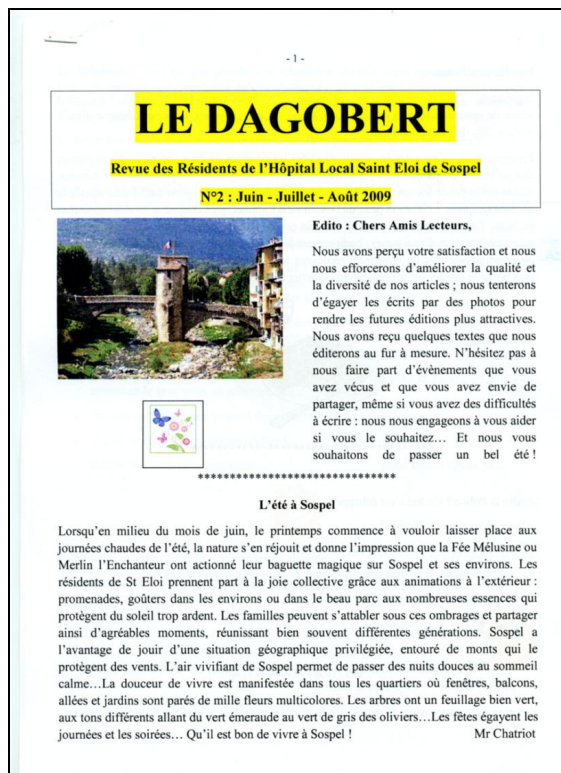 - 1 -
LE DAGOBERT
Revue des Résidents de l'Hôpital Local Saint Eloi de Sospel
N°2 : Juin - Juillet - Août 2009
Edito : Chers Amis Lecteurs,
Nous avons perçu votre satisfaction et nous
nous efforcerons d'améliorer la qualité et
la diversité de nos articles ; nous tenterons
d'égayer les écrits par des photos pour
rendre les futures éditions plus attractives.
Nous avons reçu quelques textes que nous
éditerons au fur à mesure. N'hésitez pas à
nous faire part d'évènements que vous
avez vécus et que vous avez envie de
partager, même si vous avez des difficultés
à écrire : nous nous engageons à vous aider
si vous le souhaitez… Et nous vous
souhaitons de passer un bel été !
*******************************
L'été à Sospel
Lorsqu'en milieu du mois de juin, le printemps commence à vouloir laisser place aux
journées chaudes de l'été, la nature s'en réjouit et donne l'impression que la Fée Mélusine ou
Merlin l'Enchanteur ont actionné leur baguette magique sur Sospel et ses environs. Les
résidents de St Eloi prennent part à la joie collective grâce aux animations à l'extérieur :
promenades, goûters dans les environs ou dans le beau parc aux nombreuses essences qui
protègent du soleil trop ardent. Les familles peuvent s'attabler sous ces ombrages et partager
ainsi d'agréables moments, réunissant bien souvent différentes générations. Sospel a
l'avantage de jouir d'une situation géographique privilégiée, entouré de monts qui le
protègent des vents. L'air vivifiant de Sospel permet de passer des nuits douces au sommeil
calme…La douceur de vivre est manifestée dans tous les quartiers où fenêtres, balcons,
allées et jardins sont parés de mille fleurs multicolores. Les arbres ont un feuillage bien vert,
aux tons différents allant du vert émeraude au vert de gris des oliviers…Les fêtes égayent les
journées et les soirées… Qu'il est bon de vivre à Sospel ! Mr Chatriot